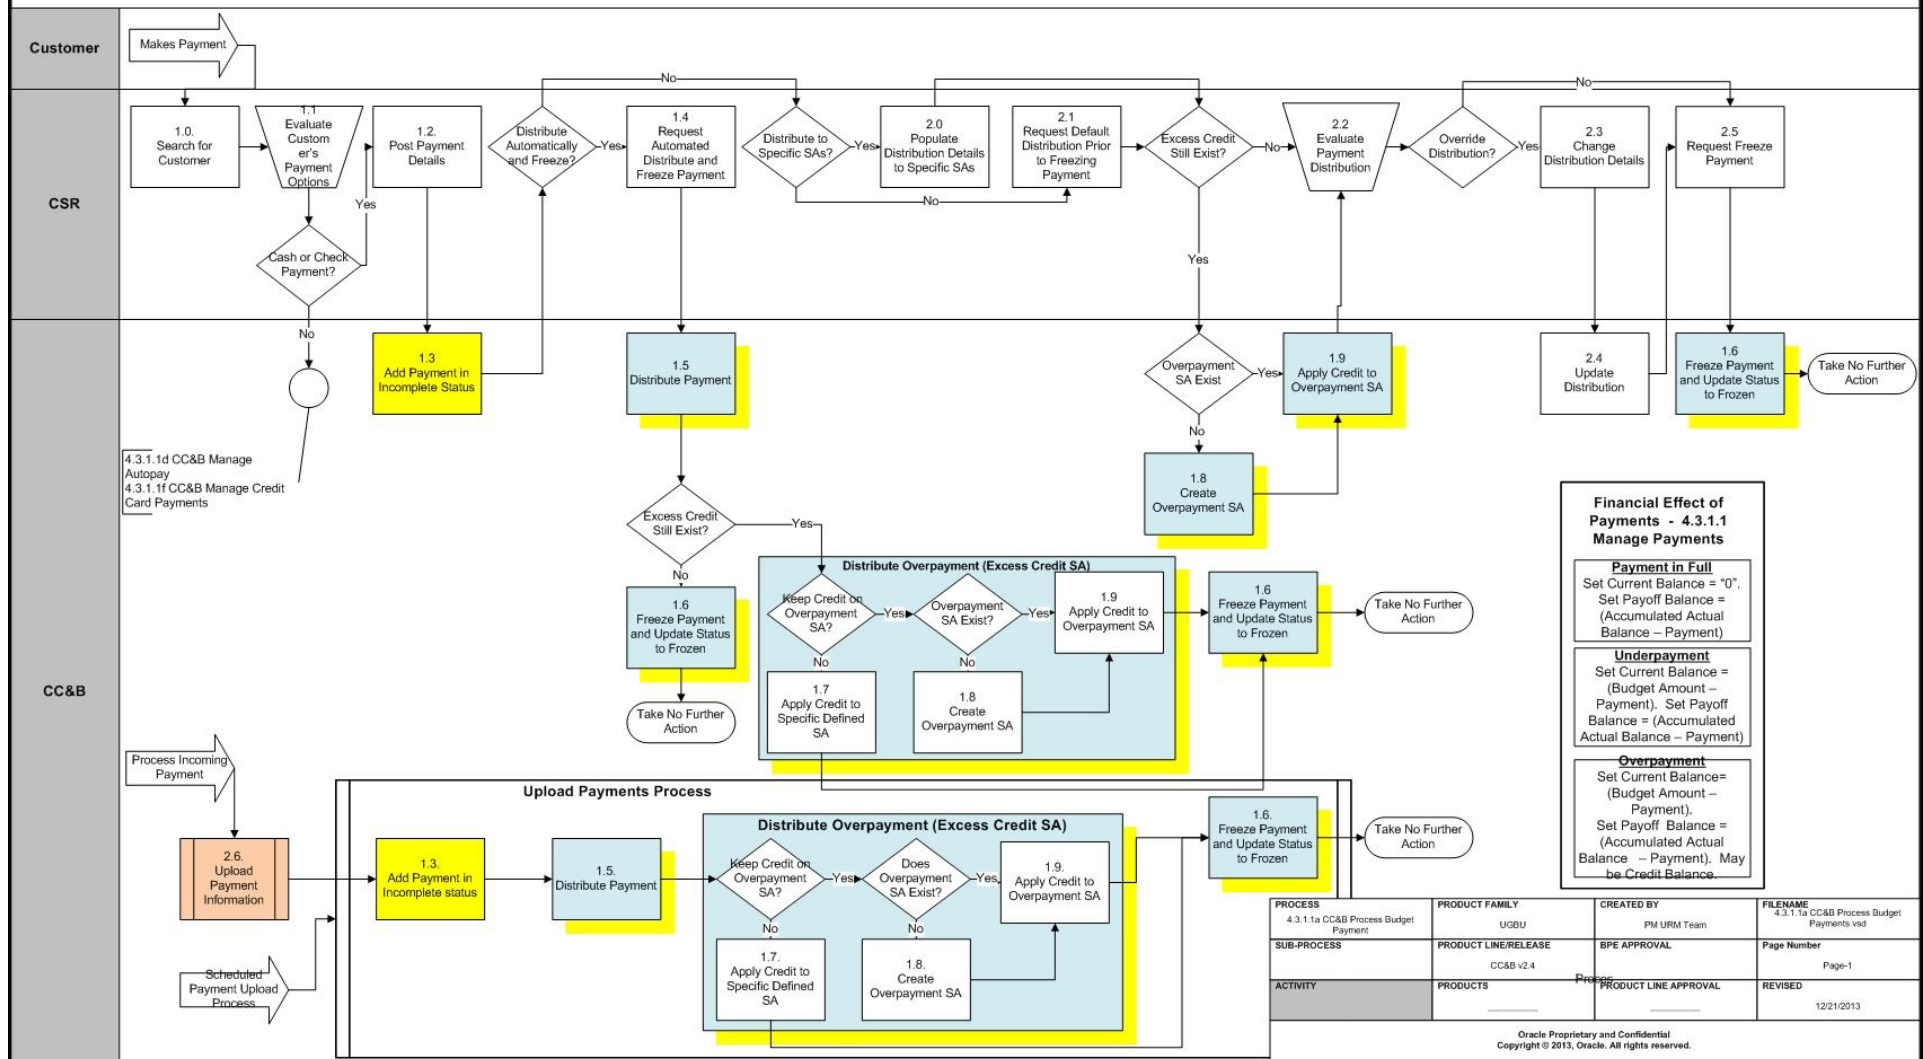 Customer
Makes Payment
No
No
CSR
1.0.
Search for
Customer
1.1
Evaluate
Custom
er's
Payment
Options
1.2.
Post Payment
Details
Distribute
Automatically
and Freeze?
Yes
1.4
Request
Automated
Distribute and
Freeze Payment
Distribute to
Specific SAs?
Yes
2.0
Populate
Distribution Details
to Specific SAs
2.1
Request Default
Distribution Prior
to Freezing
Payment
Excess Credit
Still Exist?
No
2.2
Evaluate
Payment
Distribution
Override
Distribution?
Yes
2.3
Change
Distribution Details
2.5
Request Freeze
Payment
Yes
No
Cash or Check
Payment?
Yes
No
CC&B
1.3
Add Payment in
Incomplete Status
1.5
Distribute Payment
Overpayment
SA Exist
Yes
1.9
Apply Credit to
Overpayment SA
2.4
Update
Distribution
1.6
Freeze Payment
and Update Status
to Frozen
Take No Further
Action
No
4.3.1.1d CC&B Manage
Autopay
4.3.1.1f CC&B Manage Credit
Card Payments
1.8
Create
Overpayment SA
Excess Credit
Still Exist?
Yes
No
1.6
Freeze Payment
and Update Status
to Frozen
Take No Further
Action
Distribute Overpayment (Excess Credit SA)
Keep Credit on
Overpayment
SA?
Yes
Overpayment
SA Exist?
Yes
1.9
Apply Credit to
Overpayment SA
No
No
1.7
Apply Credit to
Specific Defined
SA
1.8
Create
Overpayment SA
1.6
Freeze Payment
and Update Status
to Frozen
Take No Further
Action
Financial Effect of
Payments - 4.3.1.1
Manage Payments
Payment in Full
Set Current Balance = "0".
Set Payoff Balance =
(Accumulated Actual
Balance – Payment)
Underpayment
Set Current Balance =
(Budget Amount –
Payment). Set Payoff
Balance = (Accumulated
Actual Balance – Payment)
Overpayment
Set Current Balance=
(Budget Amount –
Payment).
Set Payoff Balance =
(Accumulated Actual
Balance – Payment). May
be Credit Balance.
Process Incoming
Payment
Upload Payments Process
2.6.
Upload
Payment
Information
1.3.
Add Payment in
Incomplete status
1.5.
Distribute Payment
Distribute Overpayment (Excess Credit SA)
Keep Credit on
Overpayment
SA?
Yes
Does
Overpayment
SA Exist?
Yes
1.9.
Apply Credit to
Overpayment SA
No
No
1.7.
Apply Credit to
Specific Defined
SA
1.8.
Create
Overpayment SA
1.6.
Freeze Payment
and Update Status
to Frozen
Take No Further
Action
Scheduled
Payment Upload
Process
PROCESS
4.3.1.1a CC&B Process Budget
Payment
PRODUCT FAMILY
UGBU
CREATED BY
PM URM Team
FILENAME
4.3.1.1a CC&B Process Budget
Payments.vsd
SUB-PROCESS
PRODUCT LINE/RELEASE
CC&B v2.4
BPE APPROVAL
Proces
Page Number
Page-1
ACTIVITY
PRODUCTS
PRODUCT LINE APPROVAL
REVISED
12/21/2013
Oracle Proprietary and Confidential
Copyright © 2013, Oracle. All rights reserved.